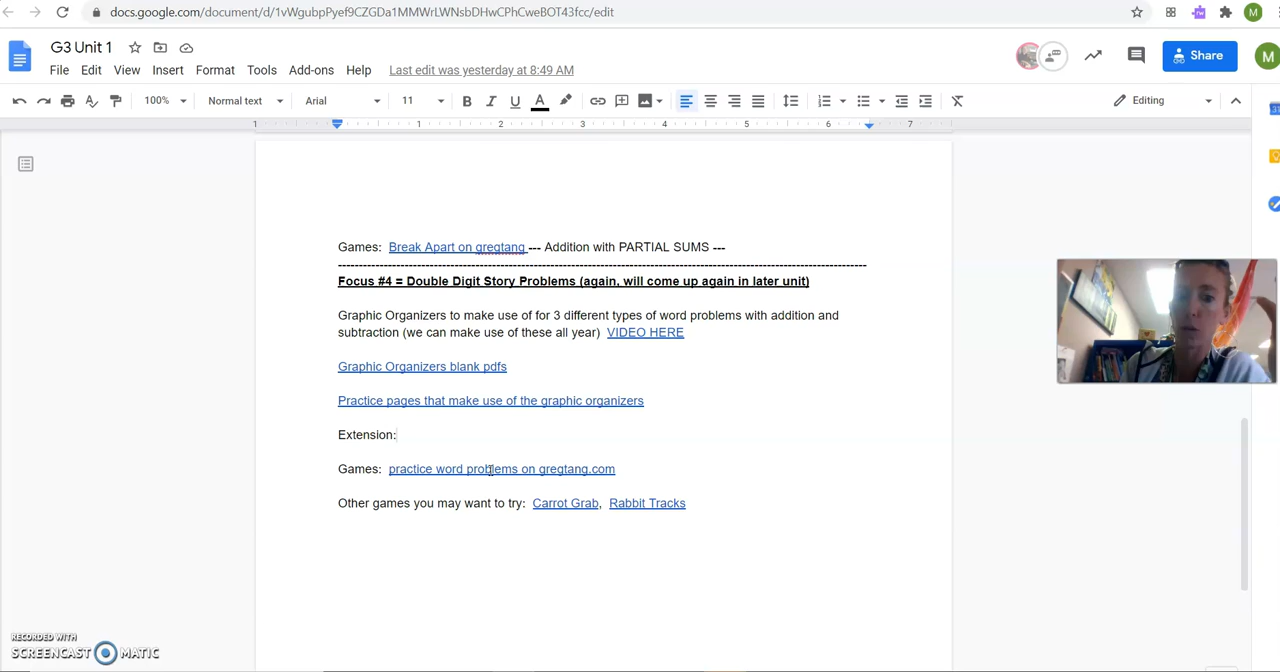 docs.google.com/document/d/1vWgubpPyef9CZGDa1MMWrLWNsbDHwCPhCweBOT43fcc/edit
M
G3 Unit 1
File Edit View Insert Format Tools Add-ons Help Last edit was yesterday at 8:49 AM
Share
M
100% Normal text Arial 11 B I U A Editing
1 1 2 3 4 5 6 7
Games: Break Apart on gregtang --- Addition with PARTIAL SUMS ---
Focus #4 = Double Digit Story Problems (again, will come up again in later unit)
Graphic Organizers to make use of for 3 different types of word problems with addition and
subtraction (we can make use of these all year) VIDEO HERE
Graphic Organizers blank pdfs
Practice pages that make use of the graphic organizers
Extension:
Games: practice word problems on gregtang.com
Other games you may want to try: Carrot Grab, Rabbit Tracks
RECORDED WITH
SCREENCAST MATIC